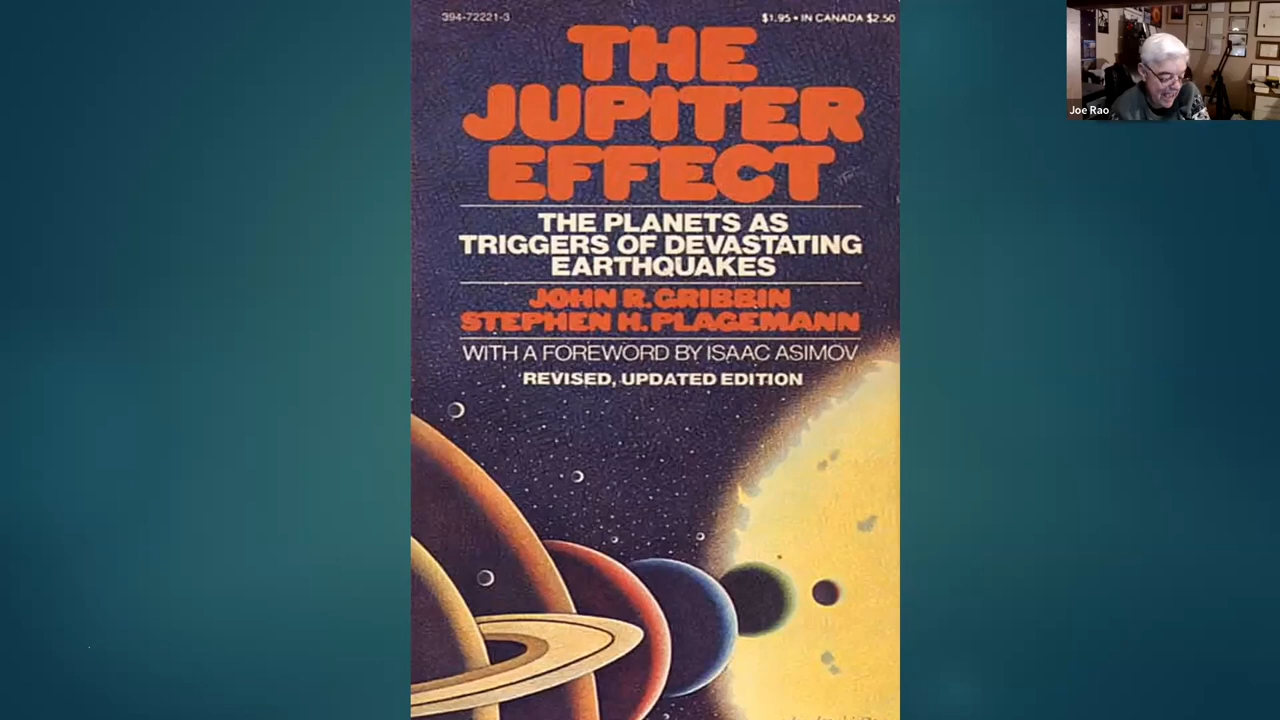 394-72221-3
$1.95 • IN CANADA $2.50
THE
JUPITER
EFFECT
THE PLANETS AS
TRIGGERS OF DEVASTATING
EARTHQUAKES
JOHN R. GRIBBIN
STEPHEN H. PLAGEMANN
WITH A FOREWORD BY ISAAC ASIMOV
REVISED, UPDATED EDITION
Joe Rao